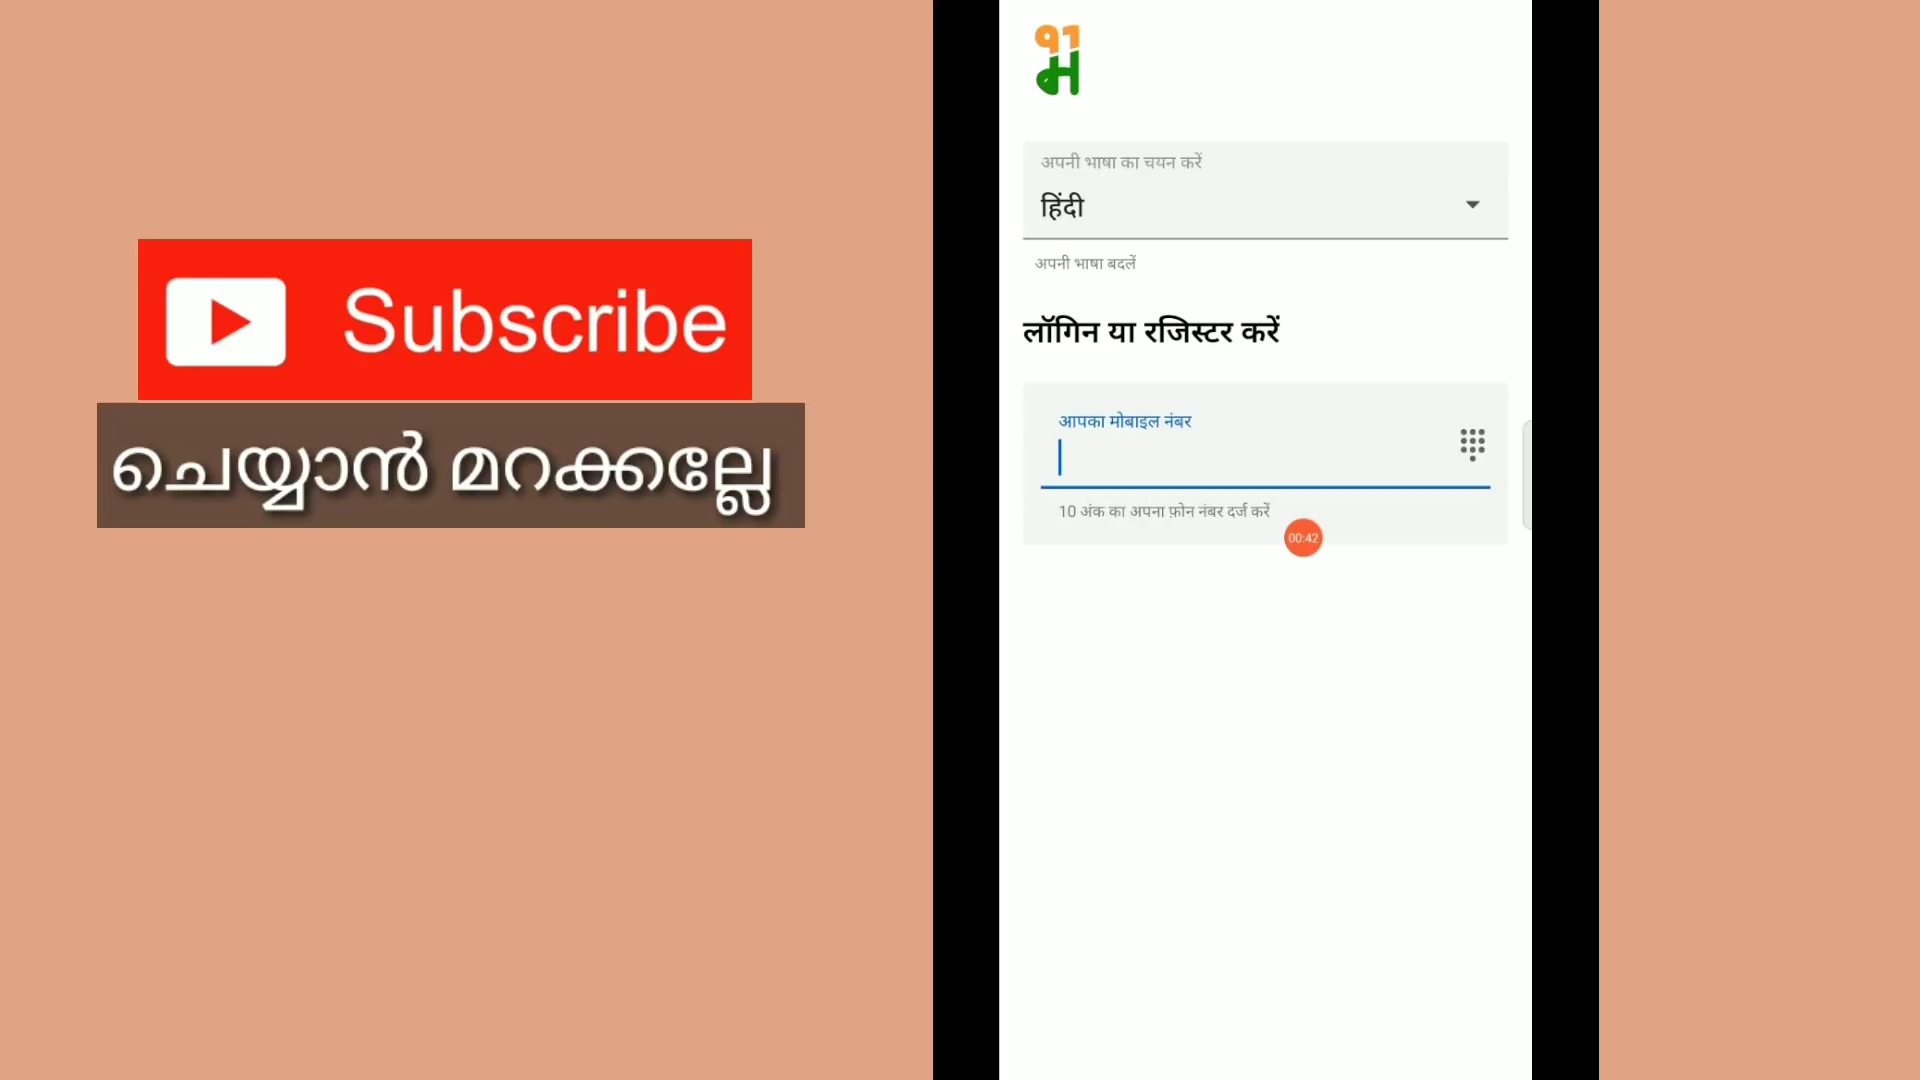 Subscribe
ചെയ്യാൻ മറക്കല്ലേ
अपनी भाषा का चयन करें
हिंदी
अपनी भाषा बदलें
लॉगिन या रजिस्टर करें
आपका मोबाइल नंबर
10 अंक का अपना फ़ोन नंबर दर्ज करें
00:42